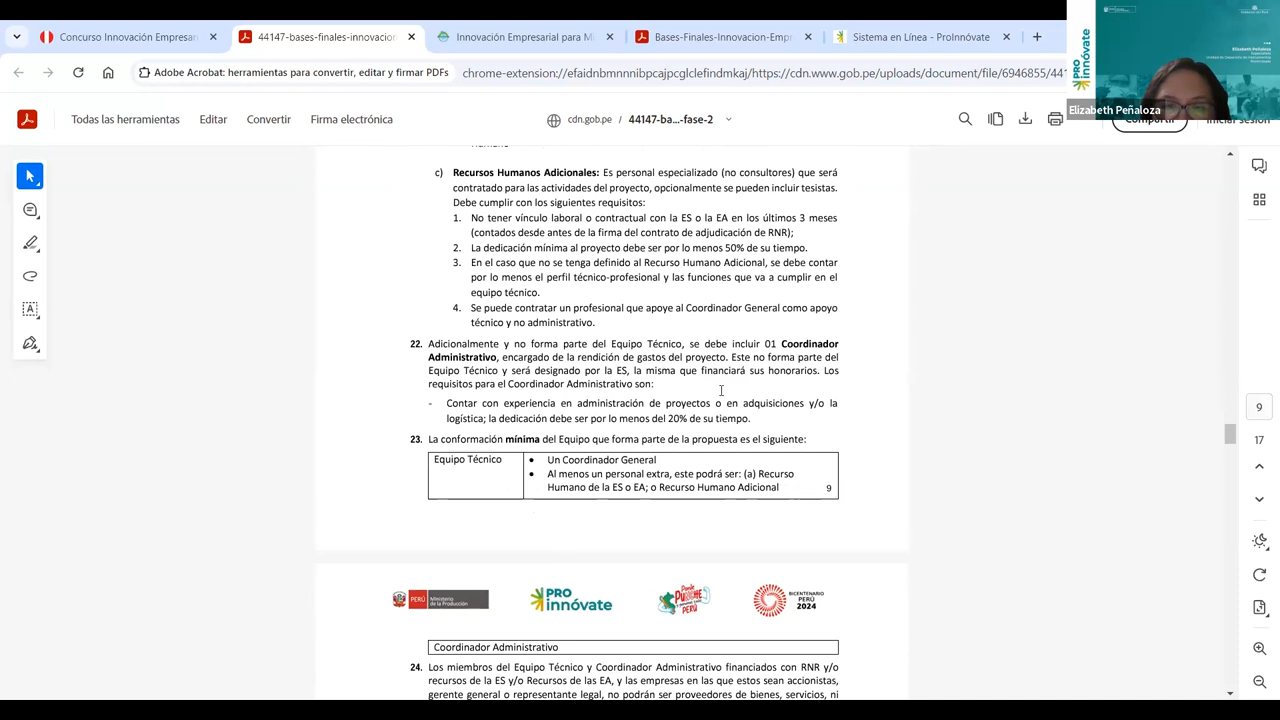 Concurso Innovación Empresari
44147-bases-finales-innovacion
Innovación Empresarial para Mi
Bases-Finales-Innovacion-Empr
Sistema en Línea - ProInnóvate
Adobe Acrobat: herramientas para convertir, editar y firmar PDFs
chrome-extension://efaidnbmnnnibpcajpcglclefindmkaj/https://cdn.www.gob.pe/uploads/document/file/6946855/441
PRO innóvate
Elizabeth Peñaloza
Todas las herramientas
Editar
Convertir
Firma electrónica
cdn.gob.pe / 44147-ba...-fase-2
Compartir
Iniciar sesión
c) Recursos Humanos Adicionales: Es personal especializado (no consultores) que será
contratado para las actividades del proyecto, opcionalmente se pueden incluir tesistas.
Debe cumplir con los siguientes requisitos:
1. No tener vínculo laboral o contractual con la ES o la EA en los últimos 3 meses
(contados desde antes de la firma del contrato de adjudicación de RNR);
2. La dedicación mínima al proyecto debe ser por lo menos 50% de su tiempo.
3. En el caso que no se tenga definido al Recurso Humano Adicional, se debe contar
por lo menos el perfil técnico-profesional y las funciones que va a cumplir en el
equipo técnico.
4. Se puede contratar un profesional que apoye al Coordinador General como apoyo
técnico y no administrativo.
22. Adicionalmente y no forma parte del Equipo Técnico, se debe incluir 01 Coordinador
Administrativo, encargado de la rendición de gastos del proyecto. Este no forma parte del
Equipo Técnico y será designado por la ES, la misma que financiará sus honorarios. Los
requisitos para el Coordinador Administrativo son:
- Contar con experiencia en administración de proyectos o en adquisiciones y/o la
logística; la dedicación debe ser por lo menos del 20% de su tiempo.
23. La conformación mínima del Equipo que forma parte de la propuesta es el siguiente:
Equipo Técnico
• Un Coordinador General
• Al menos un personal extra, este podrá ser: (a) Recurso
Humano de la ES o EA; o Recurso Humano Adicional
9
9
17
PERÚ Ministerio de la Producción
PRO innóvate
BICENTENARIO PERÚ 2024
Coordinador Administrativo
24. Los miembros del Equipo Técnico y Coordinador Administrativo financiados con RNR y/o
recursos de la ES y/o Recursos de las EA, y las empresas en las que estos sean accionistas,
gerente general o representante legal, no podrán ser proveedores de bienes, servicios, ni